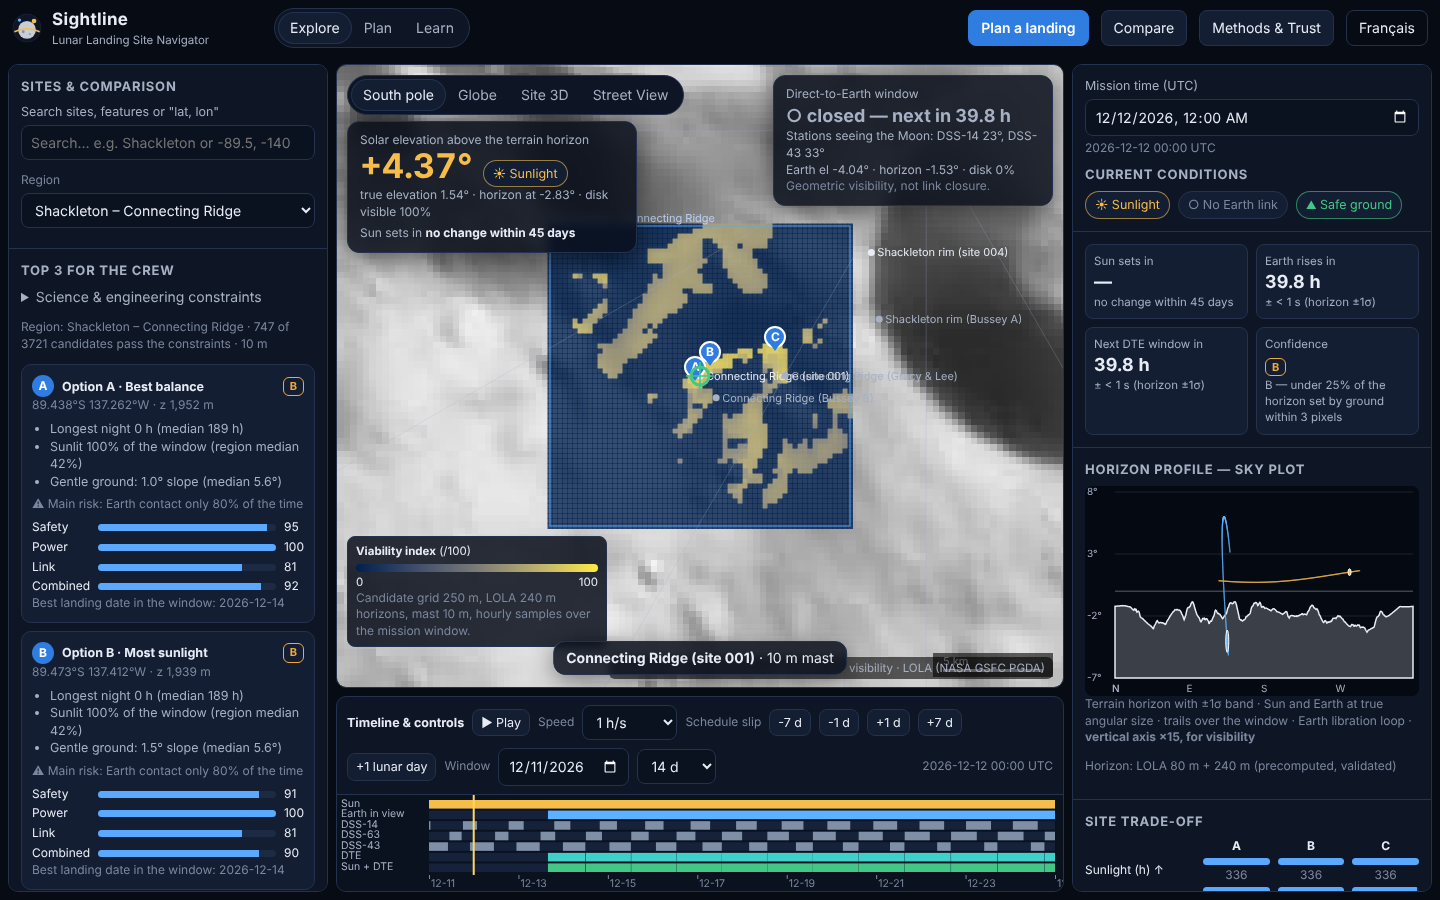 Sightline
Lunar Landing Site Navigator
Explore
Plan
Learn
Plan a landing
Compare
Methods & Trust
Français
SITES & COMPARISON
Search sites, features or "lat, lon"
Search... e.g. Shackleton or -89.5, -140
Region
Shackleton – Connecting Ridge
TOP 3 FOR THE CREW
▶ Science & engineering constraints
Region: Shackleton – Connecting Ridge · 747 of
3721 candidates pass the constraints · 10 m
A Option A · Best balance B
89.438°S 137.262°W · z 1,952 m
• Longest night 0 h (median 189 h)
• Sunlit 100% of the window (region median
42%)
• Gentle ground: 1.0° slope (median 5.6°)
⚠ Main risk: Earth contact only 80% of the time
Safety 95
Power 100
Link 81
Combined 92
Best landing date in the window: 2026-12-14
B Option B · Most sunlight B
89.473°S 137.412°W · z 1,939 m
• Longest night 0 h (median 189 h)
• Sunlit 100% of the window (region median
42%)
• Gentle ground: 1.5° slope (median 5.6°)
⚠ Main risk: Earth contact only 80% of the time
Safety 91
Power 100
Link 81
Combined 90
Best landing date in the window: 2026-12-14
South pole
Globe
Site 3D
Street View
Solar elevation above the terrain horizon
+4.37° ☀ Sunlight
true elevation 1.54° · horizon at -2.83° · disk
visible 100%
Sun sets in no change within 45 days
Direct-to-Earth window
○ closed — next in 39.8 h
Stations seeing the Moon: DSS-14 23°, DSS-
43 33°
Earth el -4.04° · horizon -1.53° · disk 0%
Geometric visibility, not link closure.
nnecting Ridge
Shackleton rim (site 004)
Shackleton rim (Bussey A)
C
B
A
Connecting Ridge (site 001)
Ridge (Gracy & Lee)
Connecting Ridge (Bus
Viability index (/100)
0 100
Candidate grid 250 m, LOLA 240 m
horizons, mast 10 m, hourly samples over
the mission window.
Connecting Ridge (site 001) · 10 m mast
visibility · LOLA (NASA GSFC PGDA)
5 km
Timeline & controls
▶ Play
Speed
1 h/s
Schedule slip
-7 d
-1 d
+1 d
+7 d
+1 lunar day
Window
12/11/2026
14 d
2026-12-12 00:00 UTC
Sun
Earth in view
DSS-14
DSS-63
DSS-43
DTE
Sun + DTE
12-11 12-13 12-15 12-17 12-19 12-21 12-23 1
Mission time (UTC)
12/12/2026, 12:00 AM
2026-12-12 00:00 UTC
CURRENT CONDITIONS
☀ Sunlight
○ No Earth link
▲ Safe ground
Sun sets in
—
no change within 45 days
Earth rises in
39.8 h
± < 1 s (horizon ±1σ)
Next DTE window in
39.8 h
± < 1 s (horizon ±1σ)
Confidence
B
B — under 25% of the
horizon set by ground
within 3 pixels
HORIZON PROFILE — SKY PLOT
8°
3°
-2°
-7°
N E S W
Terrain horizon with ±1σ band · Sun and Earth at true
angular size · trails over the window · Earth libration loop ·
vertical axis ×15, for visibility
Horizon: LOLA 80 m + 240 m (precomputed, validated)
SITE TRADE-OFF
A B C
Sunlight (h) ↑
336 336 336